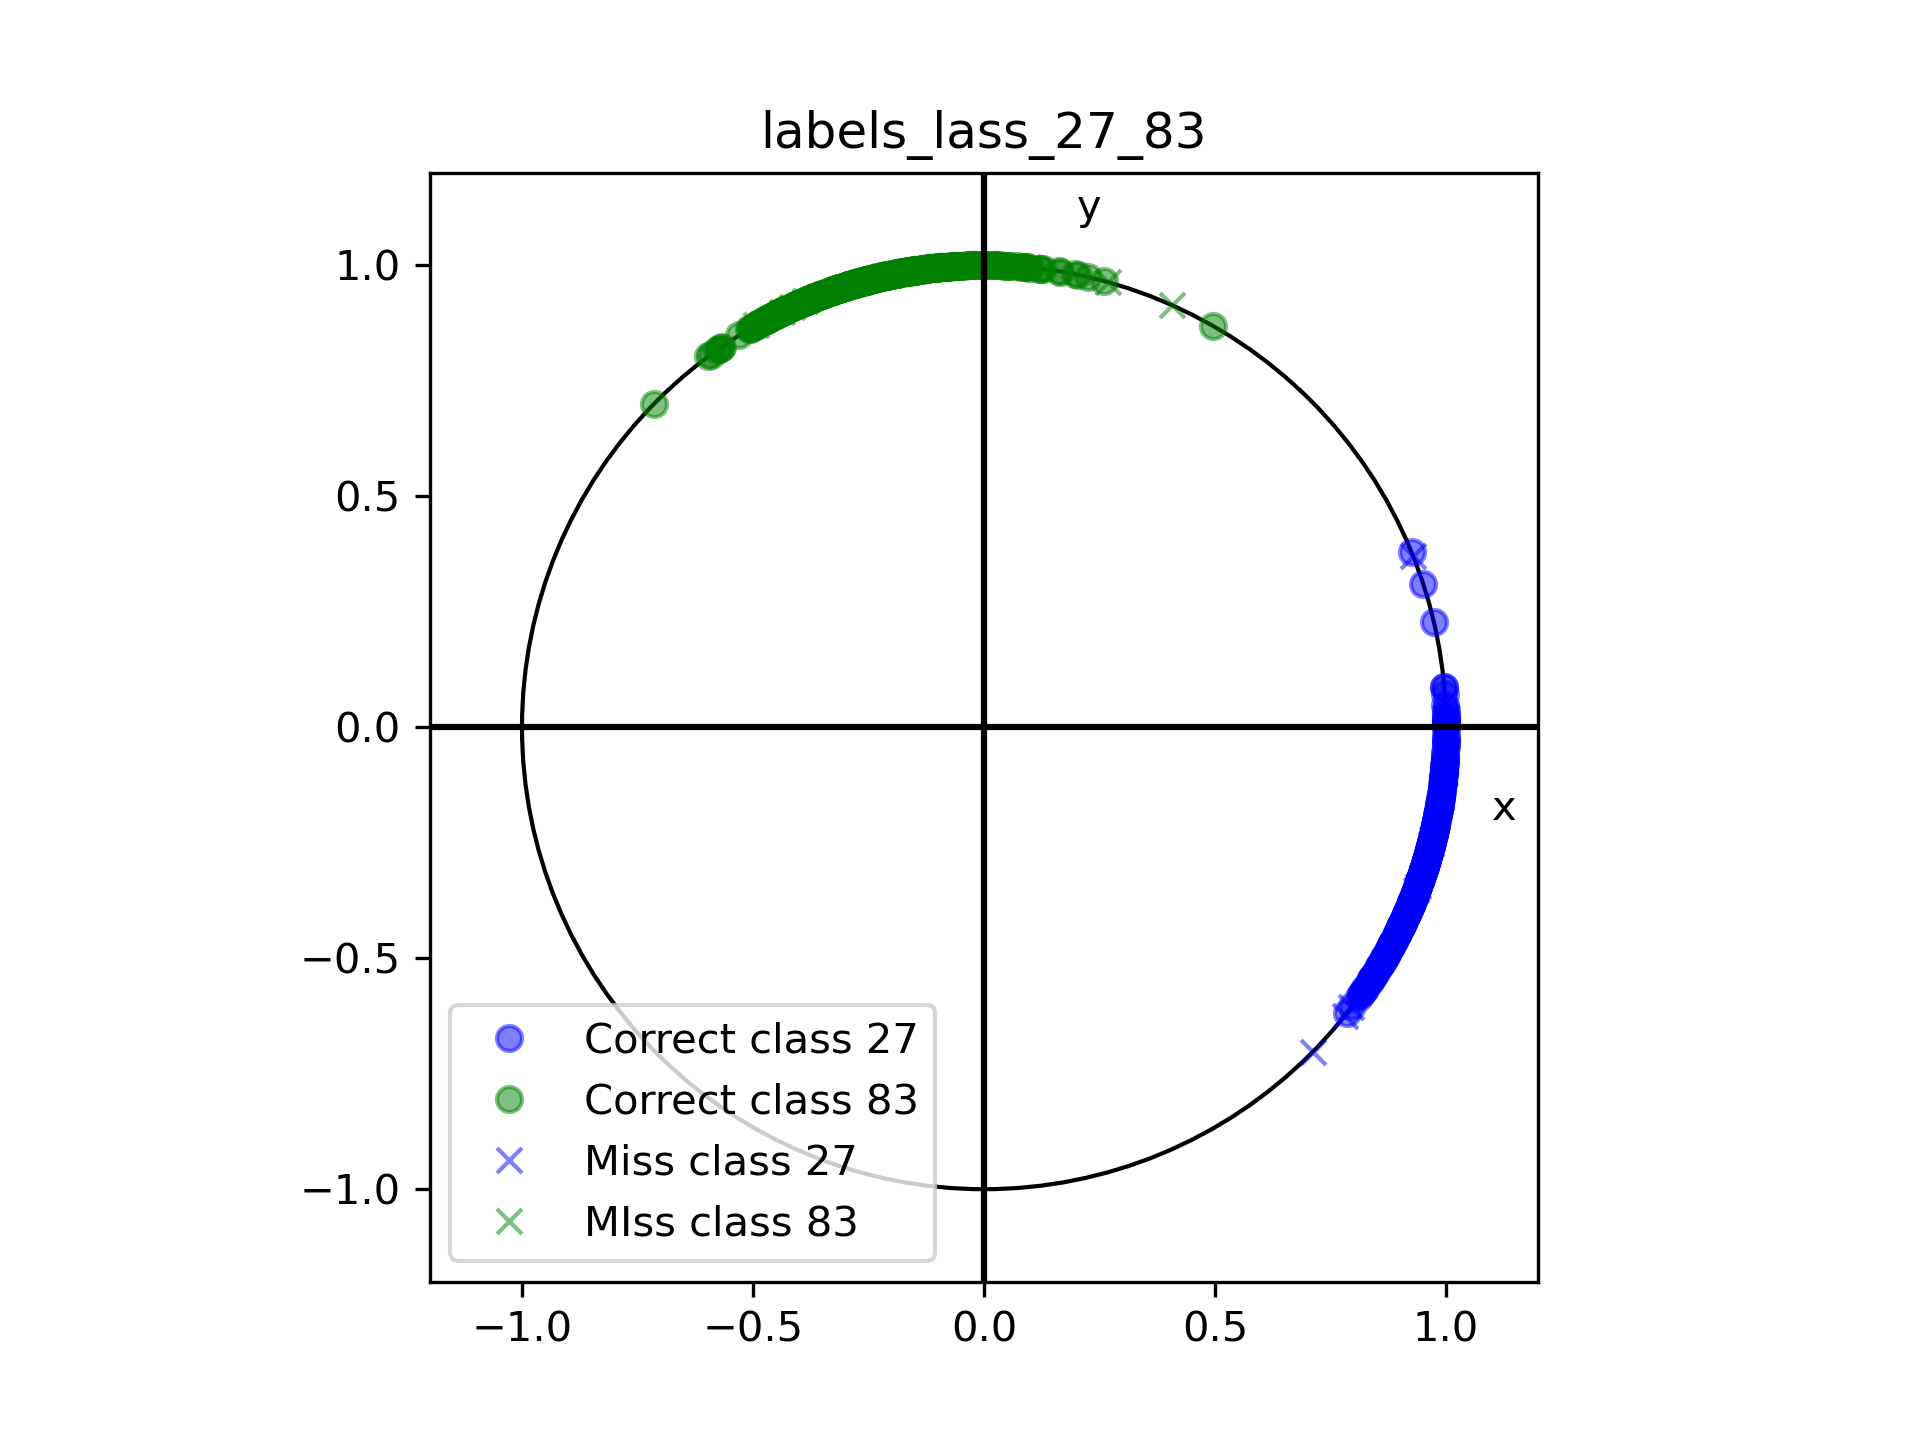 labels_lass_27_83
y
1.0
0.5
0.0
x
−0.5
−1.0
Correct class 27
Correct class 83
Miss class 27
MIss class 83
−1.0 −0.5 0.0 0.5 1.0